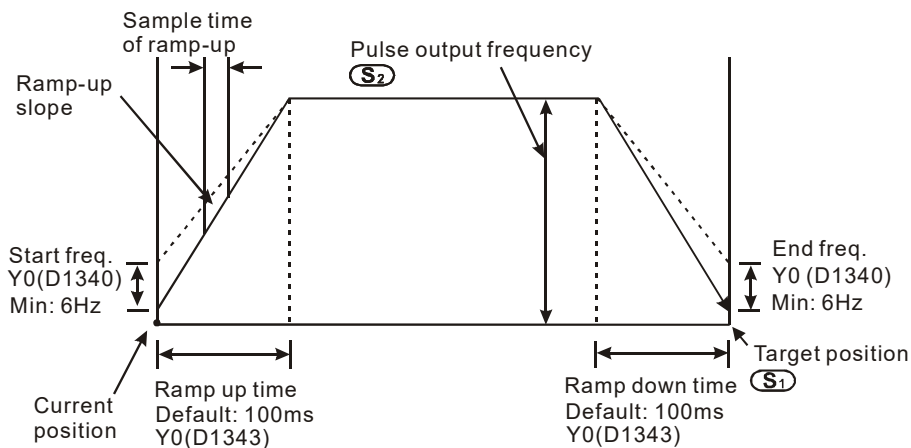 Sample time
of ramp-up
Pulse output frequency
S2
Ramp-up
slope
Start freq.
Y0(D1340)
Min: 6Hz
End freq.
Y0 (D1340)
Min: 6Hz
Target position
S1
Current
position
Ramp up time
Default: 100ms
Y0(D1343)
Ramp down time
Default: 100ms
Y0(D1343)